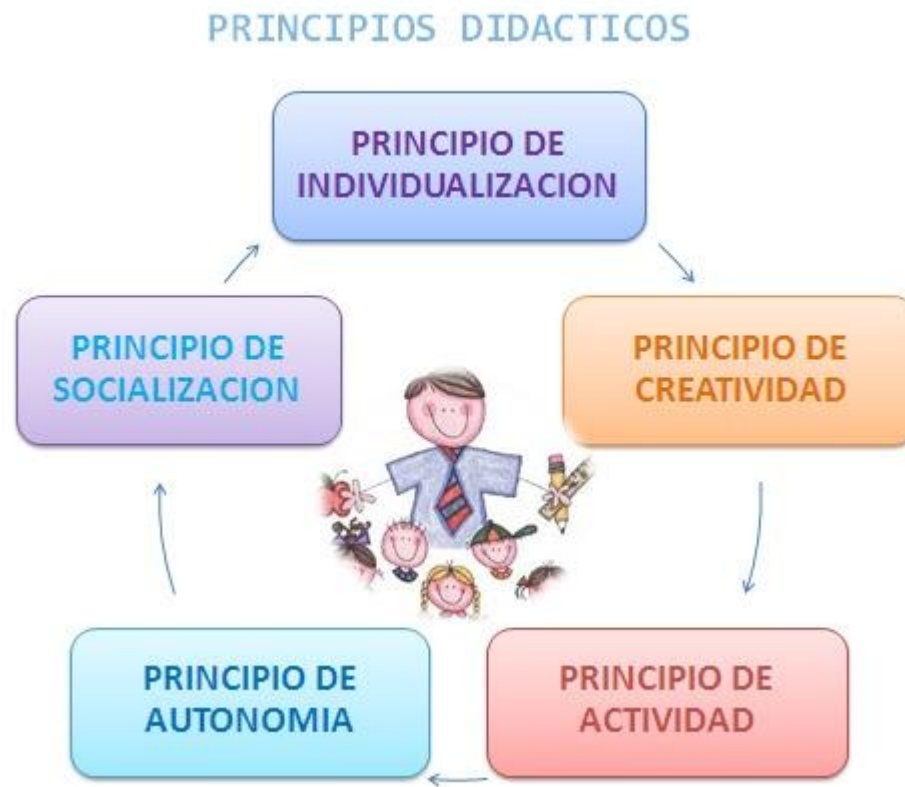 PRINCIPIOS DIDACTICOS
PRINCIPIO DE
INDIVIDUALIZACION
PRINCIPIO DE
CREATIVIDAD
PRINCIPIO DE
ACTIVIDAD
PRINCIPIO DE
AUTONOMIA
PRINCIPIO DE
SOCIALIZACION